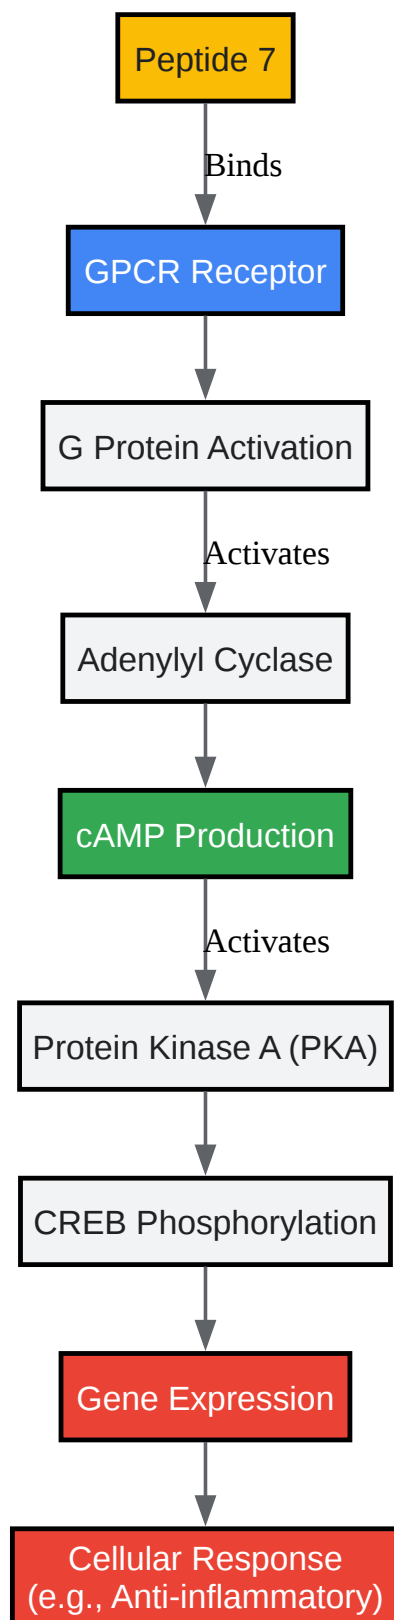 Peptide 7
Binds
GPCR Receptor
G Protein Activation
Activates
Adenylyl Cyclase
cAMP Production
Activates
Protein Kinase A (PKA)
CREB Phosphorylation
Gene Expression
Cellular Response
(e.g., Anti-inflammatory)